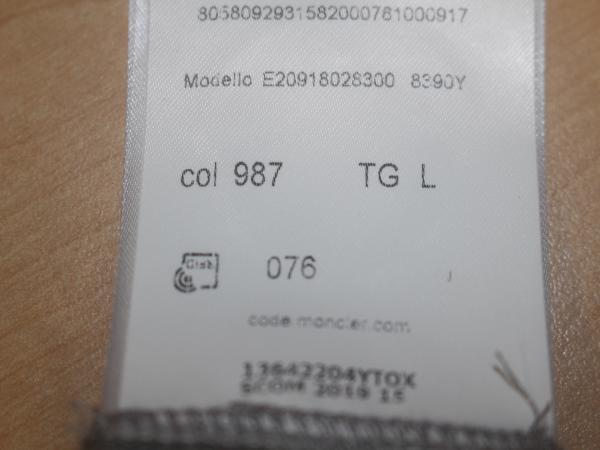 8058092931582000761000917
Modello E20918028300 8390Y
col 987 TG L
076
code.moncler.com
13642204YTOX